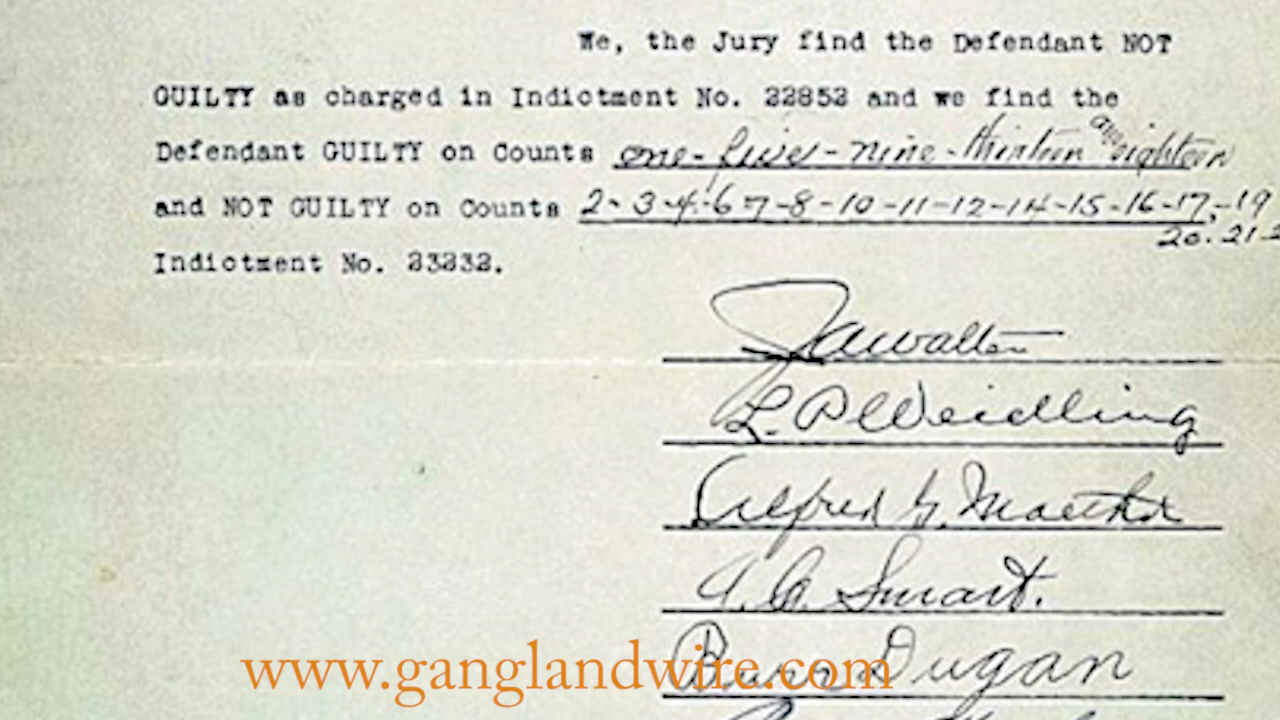 We, the Jury find the Defendant NOT
GUILTY as charged in Indictment No. 22852 and we find the
Defendant GUILTY on Counts one-five-nine-thirteen and eighteen
and NOT GUILTY on Counts 2-3-4-6-7-8-10-11-12-14-15-16-17-19
20.21-2
Indictment No. 23232.
L. P. Weidling
Alfred G.
A. G. Smart.
Burr Dugan
www.ganglandwire.com